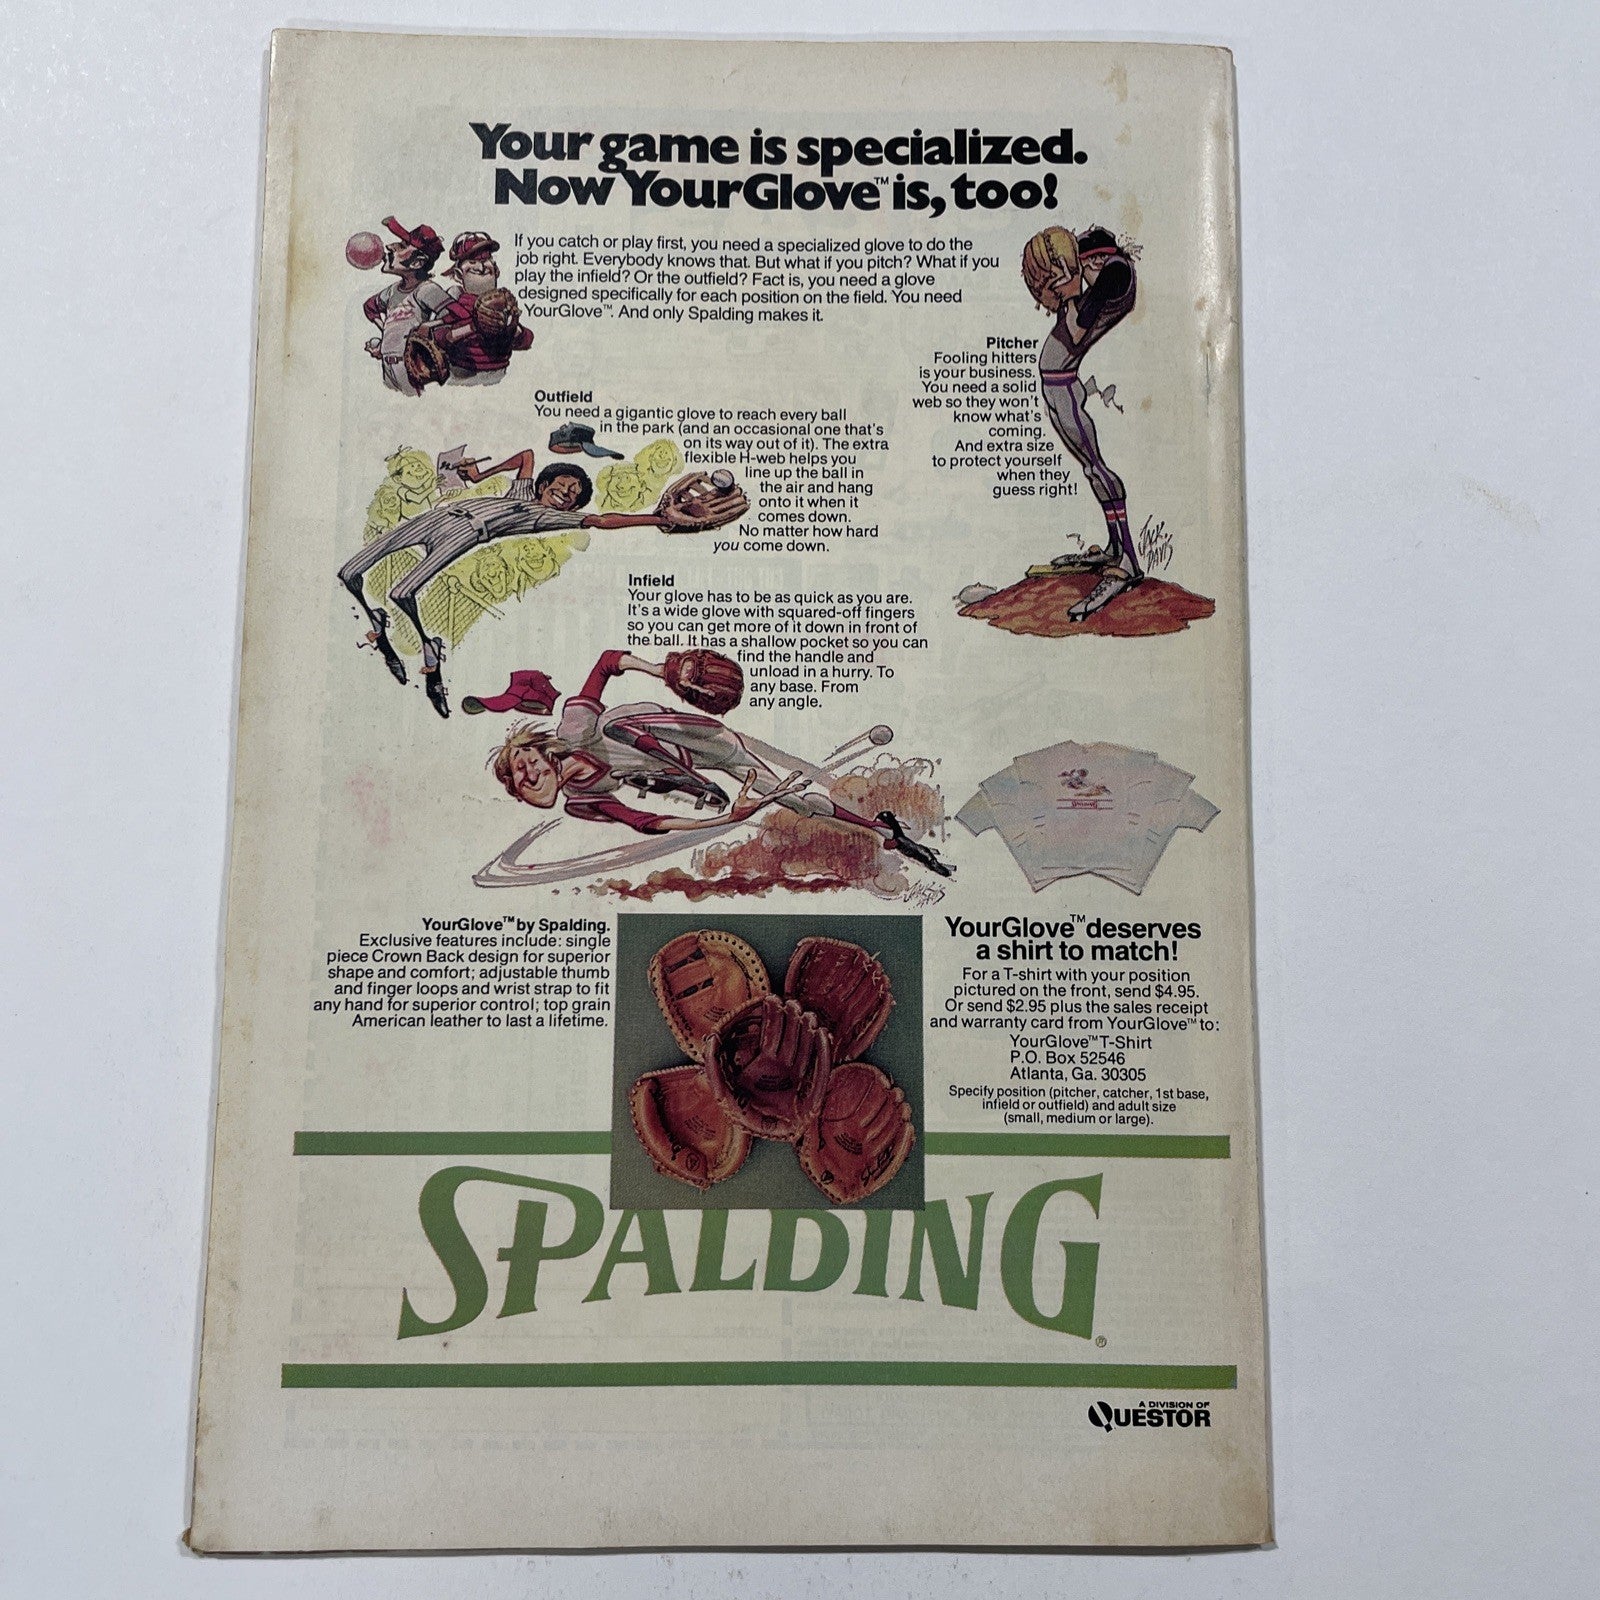 Your game is specialized.
Now YourGlove™ is, too!
If you catch or play first, you need a specialized glove to do the
job right. Everybody knows that. But what if you pitch? What if you
play the infield? Or the outfield? Fact is, you need a glove
designed specifically for each position on the field. You need
YourGlove™. And only Spalding makes it.
Pitcher
Fooling hitters
is your business.
You need a solid
web so they won't
know what's
coming.
And extra size
to protect yourself
when they
guess right!
JACK
DAVIS
Outfield
You need a gigantic glove to reach every ball
in the park (and an occasional one that's
on its way out of it). The extra
flexible H-web helps you
line up the ball in
the air and hang
onto it when it
comes down.
No matter how hard
you come down.
Infield
Your glove has to be as quick as you are.
It's a wide glove with squared-off fingers
so you can get more of it down in front of
the ball. It has a shallow pocket so you can
find the handle and
unload in a hurry. To
any base. From
any angle.
SPALDING
YourGlove™ by Spalding.
Exclusive features include: single
piece Crown Back design for superior
shape and comfort; adjustable thumb
and finger loops and wrist strap to fit
any hand for superior control; top grain
American leather to last a lifetime.
YourGlove™ deserves
a shirt to match!
For a T-shirt with your position
pictured on the front, send $4.95.
Or send $2.95 plus the sales receipt
and warranty card from YourGlove™ to:
YourGlove™ T-Shirt
P.O. Box 52546
Atlanta, Ga. 30305
Specify position (pitcher, catcher, 1st base,
infield or outfield) and adult size
(small, medium or large).
SPALDING®
A DIVISION OF
QUESTOR